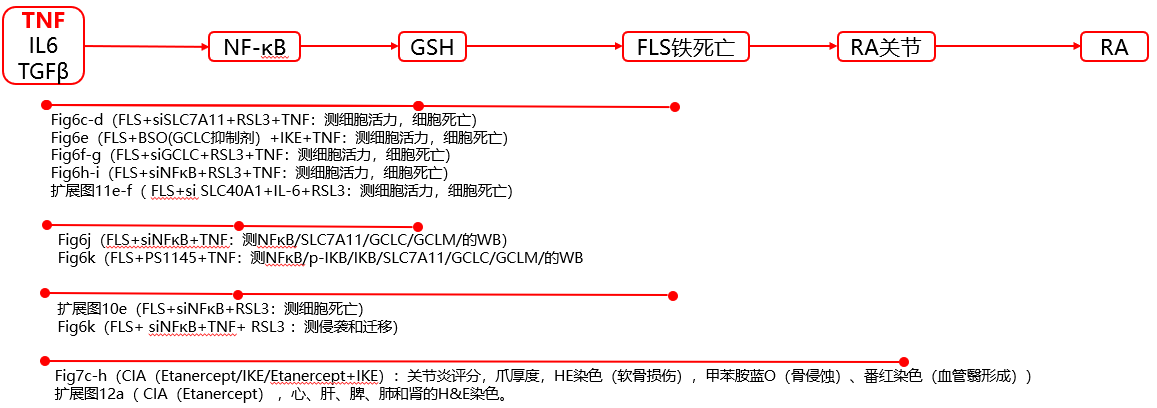 TNF
IL6
TGFβ
NF-κB
GSH
FLS铁死亡
RA关节
RA
Fig6c-d（FLS+siSLC7A11+RSL3+TNF：测细胞活力，细胞死亡)
Fig6e（FLS+BSO(GCLC抑制剂）+IKE+TNF：测细胞活力，细胞死亡)
Fig6f-g（FLS+siGCLC+RSL3+TNF：测细胞活力，细胞死亡)
Fig6h-i（FLS+siNFκB+RSL3+TNF：测细胞活力，细胞死亡)
扩展图11e-f（ FLS+si SLC40A1+IL-6+RSL3：测细胞活力，细胞死亡)
Fig6j（FLS+siNFκB+TNF：测NFκB/SLC7A11/GCLC/GCLM/的WB)
Fig6k（FLS+PS1145+TNF：测NFκB/p-IKB/IKB/SLC7A11/GCLC/GCLM/的WB
扩展图10e（FLS+siNFκB+RSL3：测细胞死亡)
Fig6k（FLS+ siNFκB+TNF+ RSL3 ：测侵袭和迁移)
Fig7c-h（CIA（Etanercept/IKE/Etanercept+IKE）：关节炎评分，爪厚度，HE染色（软骨损伤），甲苯胺蓝O（骨侵蚀）、番红染色（血管翳形成））
扩展图12a（ CIA（Etanercept），心、肝、脾、肺和肾的H&E染色。